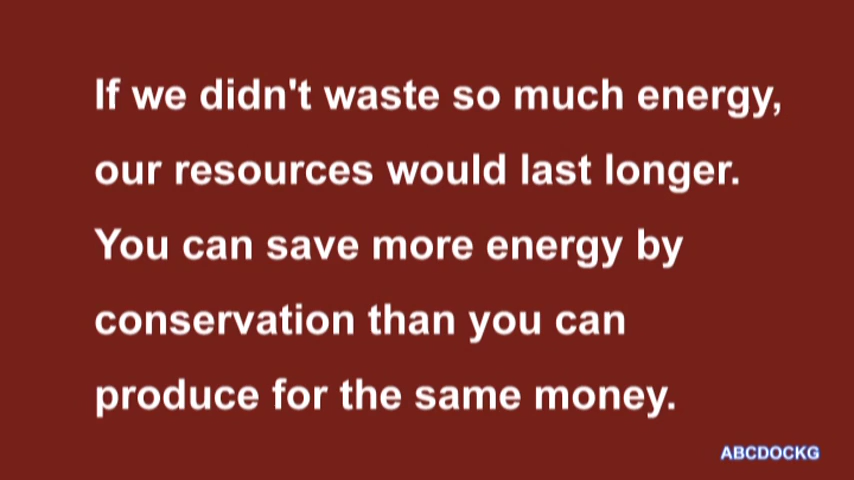 If we didn't waste so much energy,
our resources would last longer.
You can save more energy by
conservation than you can
produce for the same money.
ABCDOCKG